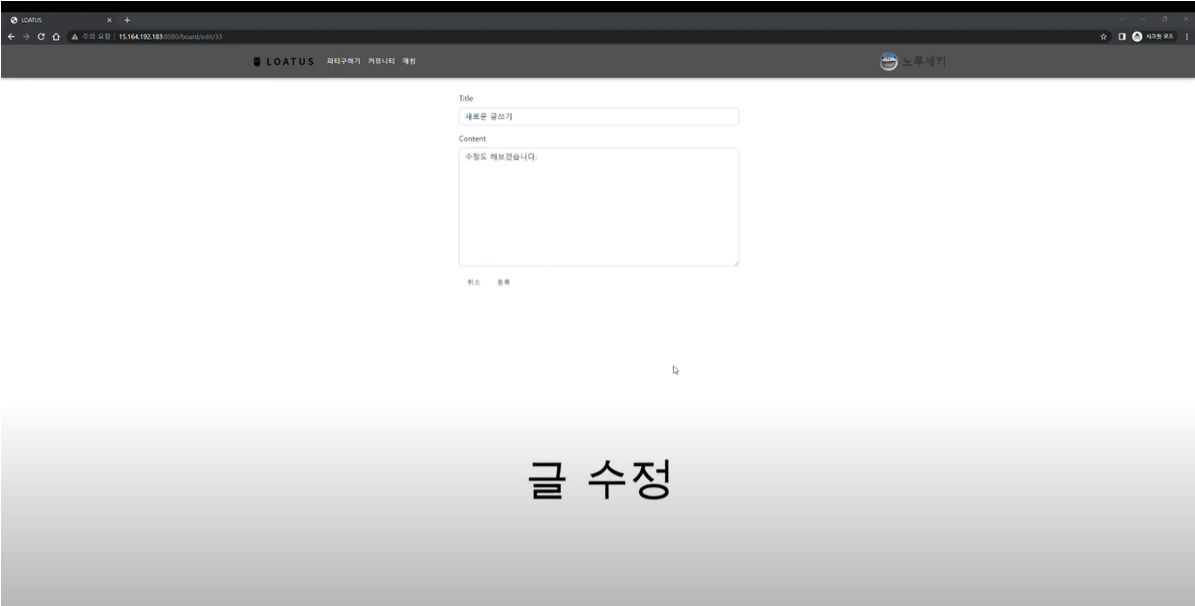 LOATUS
주의 요함 | 15.164.192.183:8080/board/edit/33
시크릿 모드
LOATUS 파티구하기 커뮤니티 매칭
노루세키
Title
새로운 글쓰기
Content
수정도 해보겠습니다.
취소 등록
글 수정